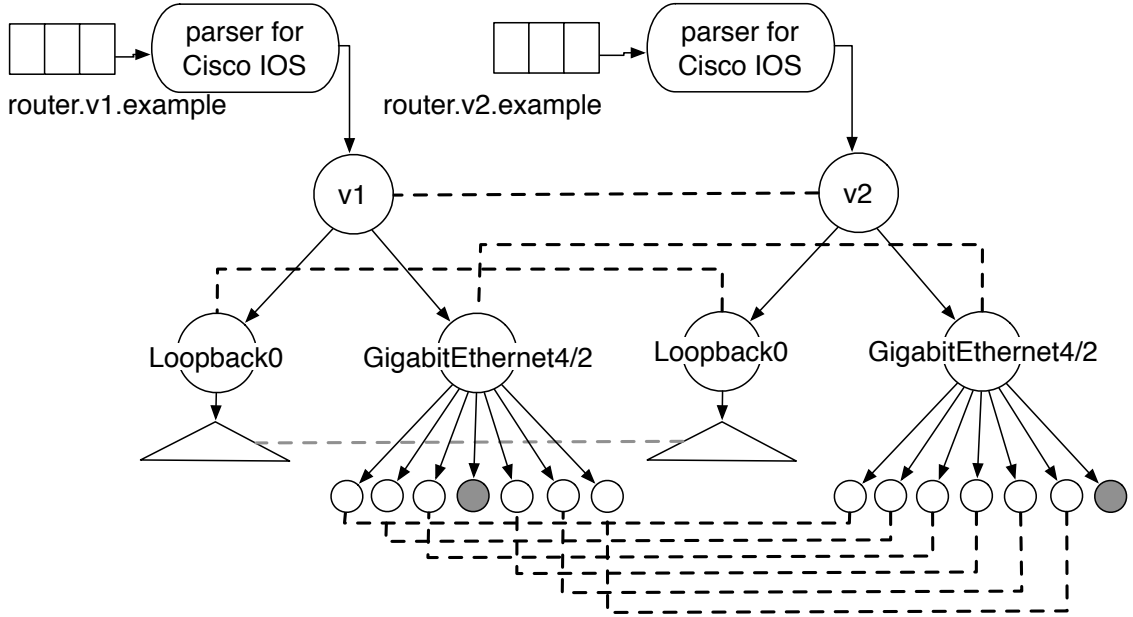 parser for
Cisco IOS
parser for
Cisco IOS
router.v1.example
router.v2.example
v1
v2
Loopback0
GigabitEthernet4/2
Loopback0
GigabitEthernet4/2